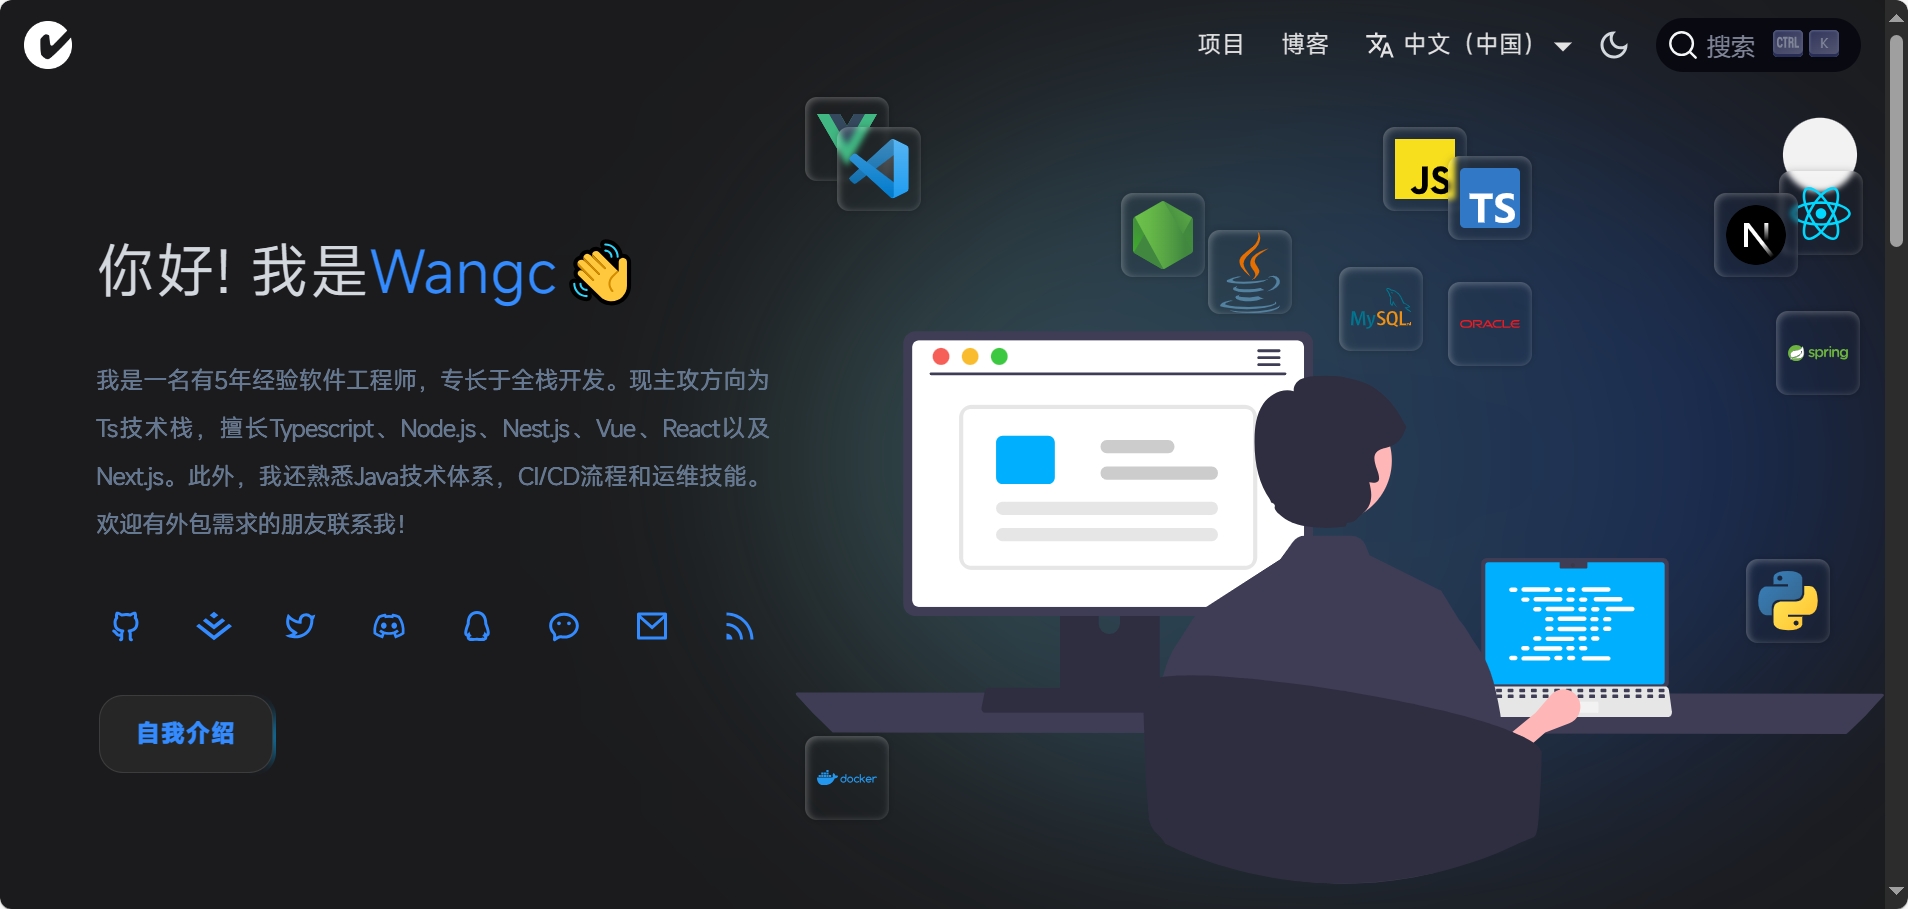 项目 博客 中文（中国） 搜索 CTRL K
你好! 我是Wangc
我是一名有5年经验软件工程师，专长于全栈开发。现主攻方向为
Ts技术栈，擅长Typescript、Node.js、Nest.js、Vue、React以及
Next.js。此外，我还熟悉Java技术体系，CI/CD流程和运维技能。
欢迎有外包需求的朋友联系我！
自我介绍
JS
TS
N
MySQL
ORACLE
spring
docker